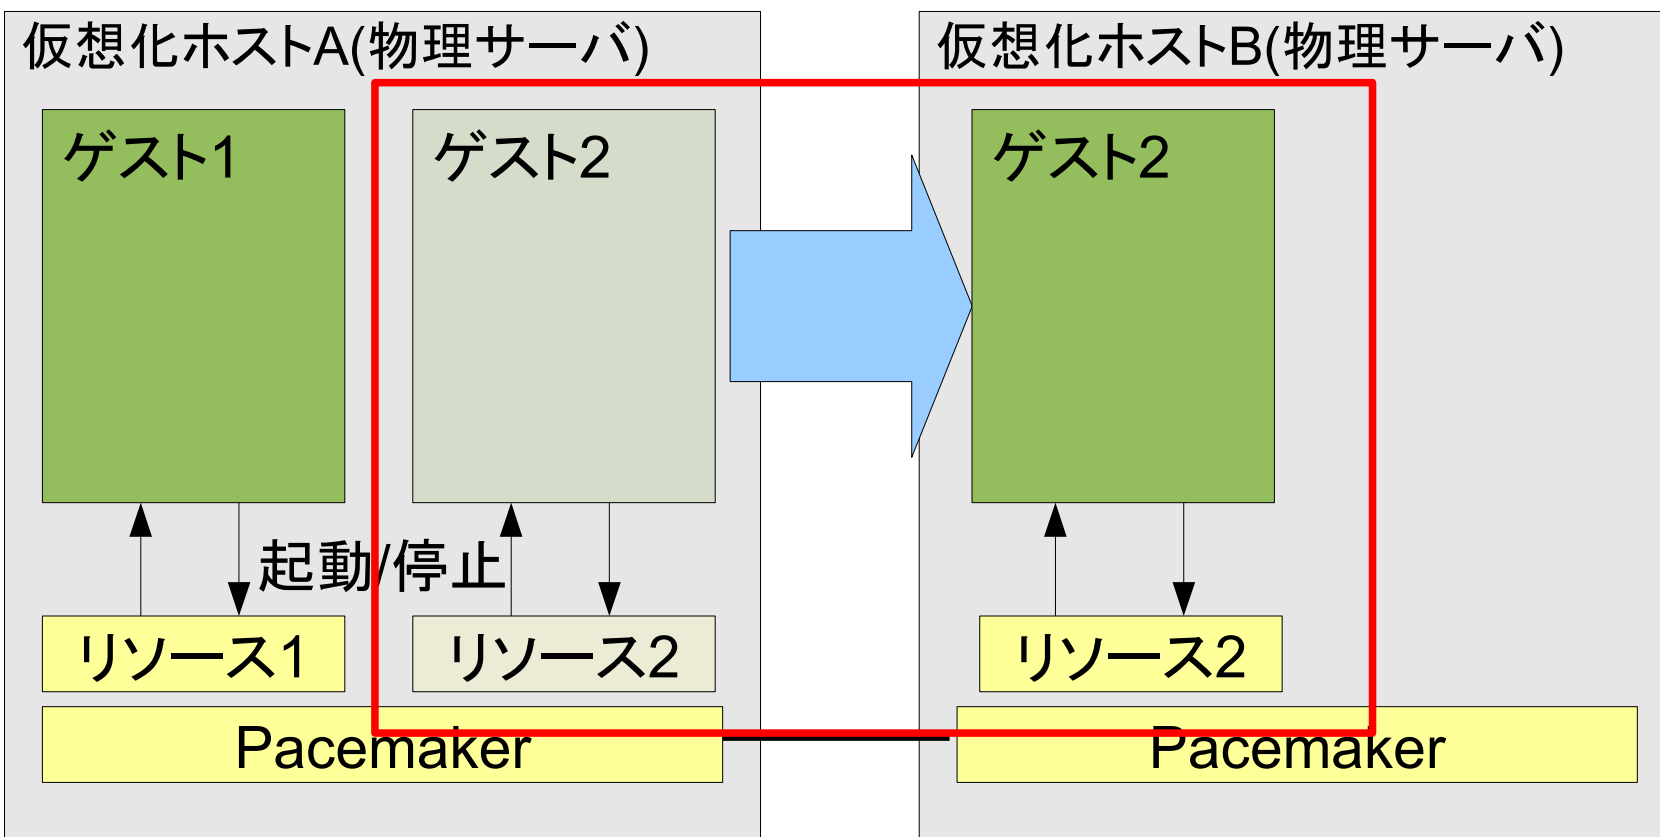 仮想化ホストA(物理サーバ)
仮想化ホストB(物理サーバ)
ゲスト1
ゲスト2
ゲスト2
起動/停止
リソース1
リソース2
リソース2
Pacemaker
Pacemaker